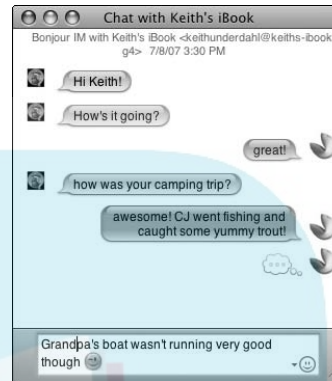 Chat with Keith's iBook
Bonjour IM with Keith's iBook <keithunderdahl@keiths-ibook-
g4> 7/8/07 3:30 PM
Hi Keith!
How's it going?
great!
how was your camping trip?
awesome! CJ went fishing and
caught some yummy trout!
Grandpa's boat wasn't running very good
though